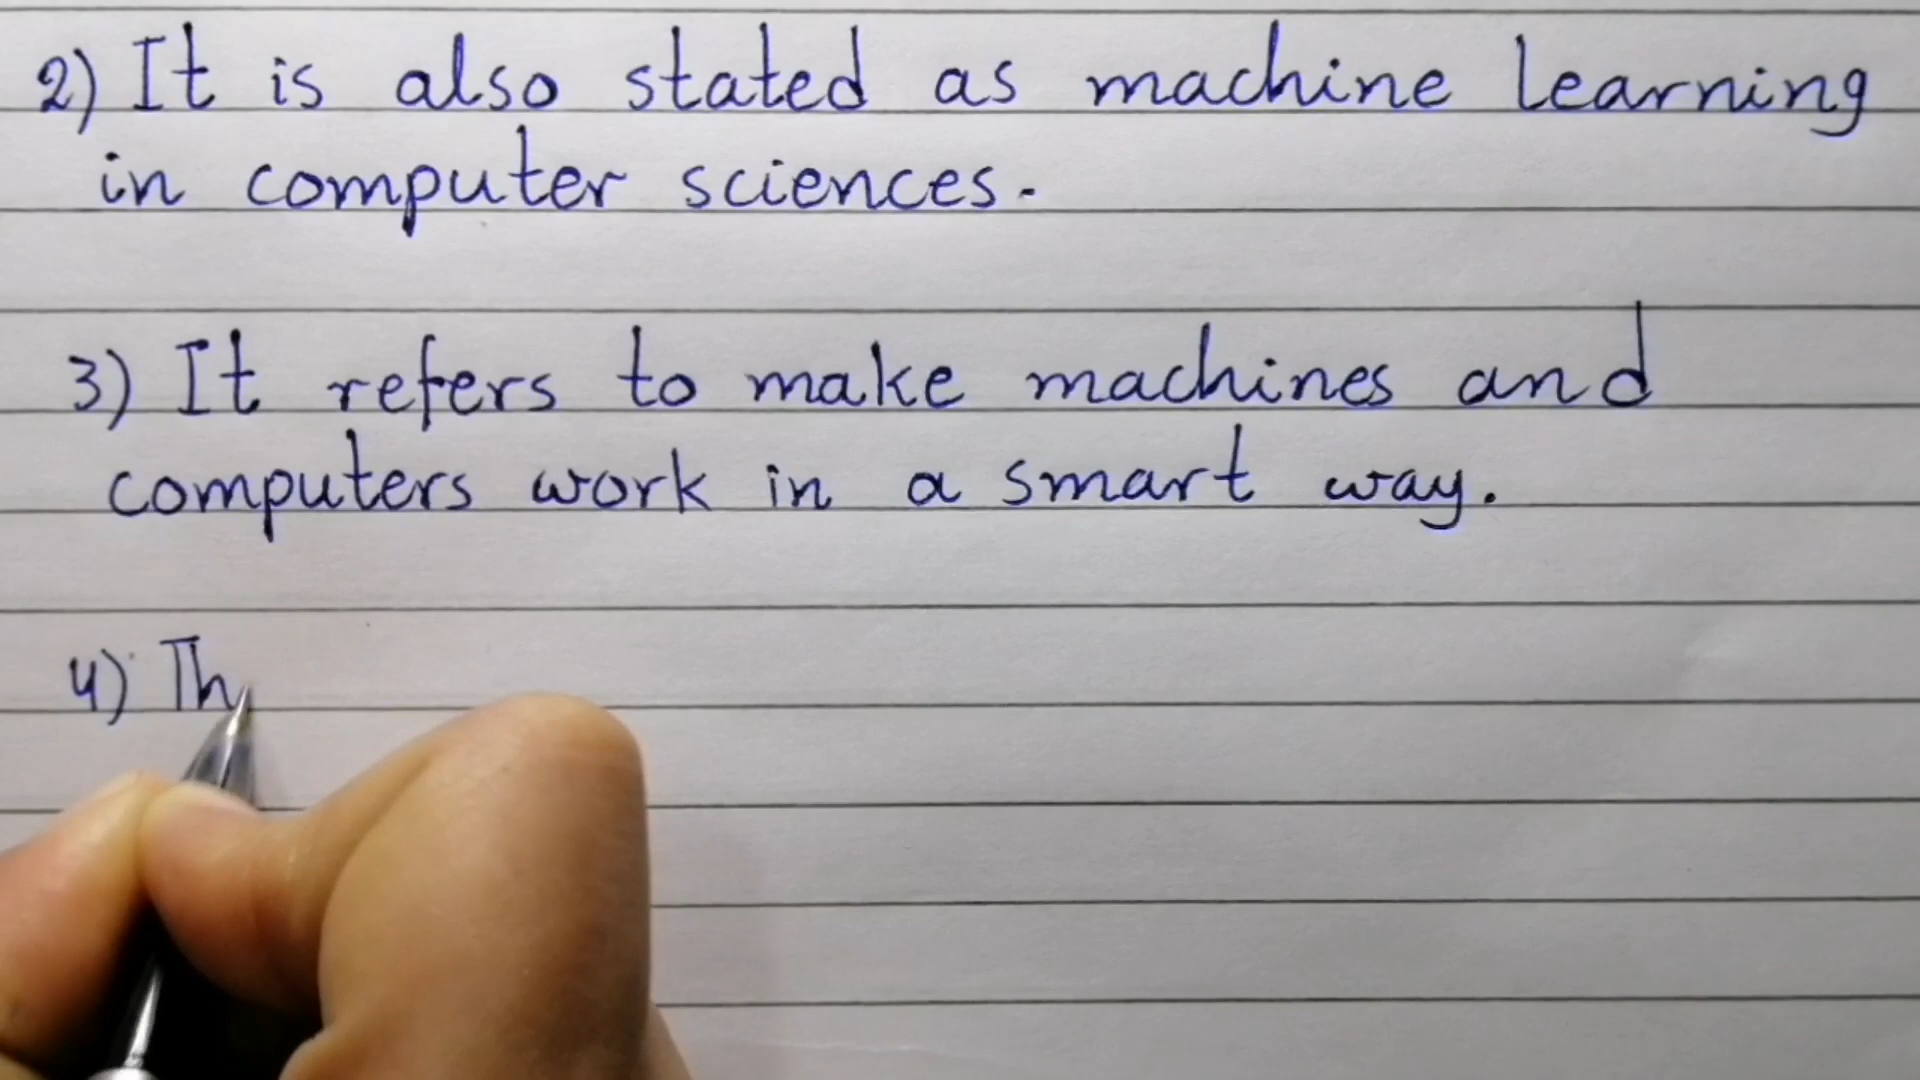 2) It is also stated as machine learning
in computer sciences.
3) It refers to make machines and
computers work in a smart way.
4) Th